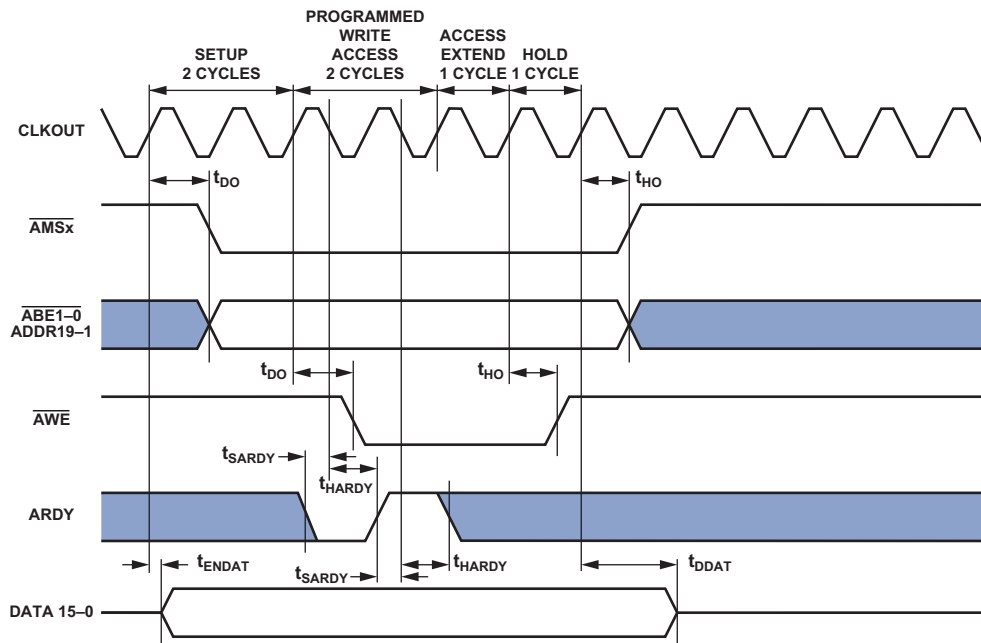 PROGRAMMED
WRITE
ACCESS
2 CYCLES
SETUP
2 CYCLES
ACCESS
EXTEND
1 CYCLE
HOLD
1 CYCLE
CLKOUT
tDO
tHO
AMSx
ABE1–0
ADDR19–1
tDO
tHO
AWE
tSARDY
tHARDY
ARDY
tENDAT
tSARDY
tHARDY
tDDAT
DATA 15–0